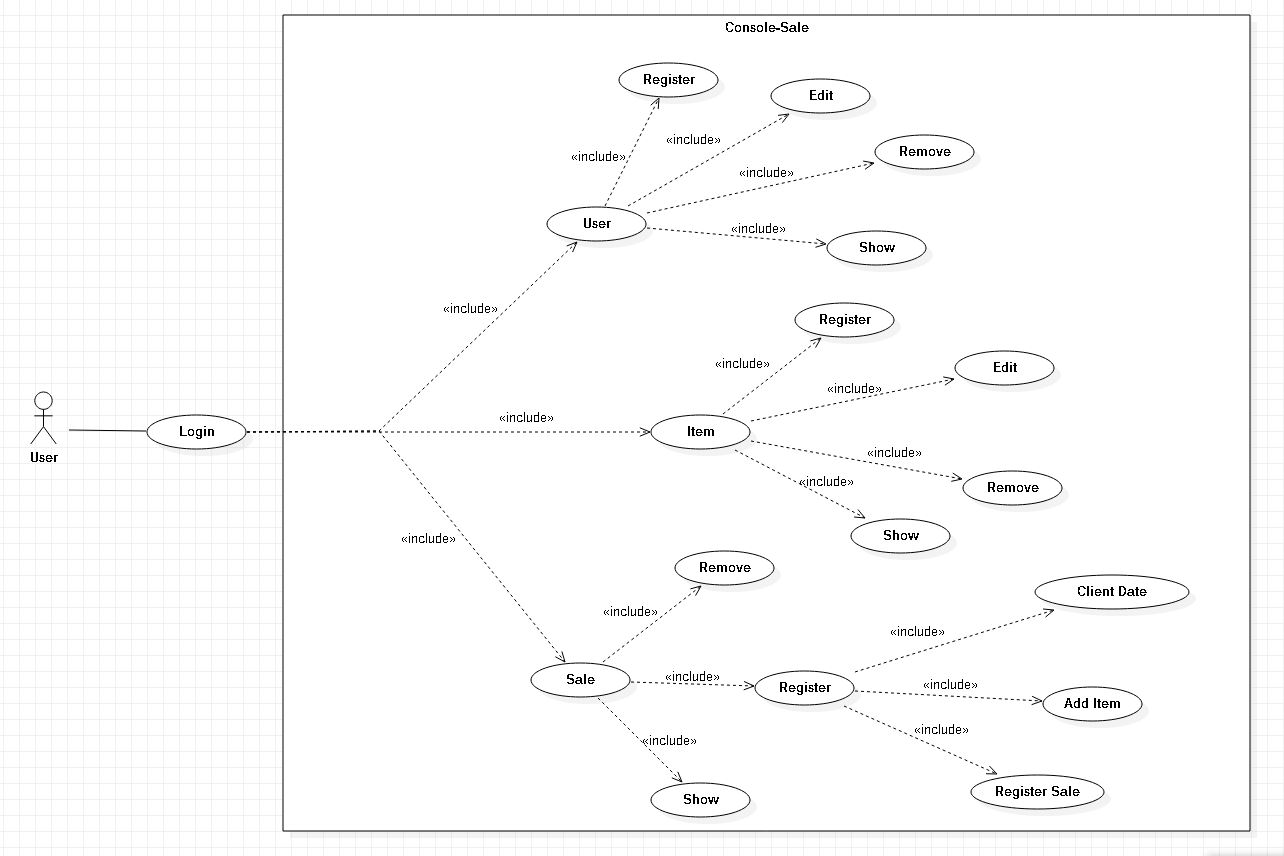 Console-Sale
Register
Edit
«include»
Remove
«include»
«include»
User
«include»
Show
«include»
Register
«include»
Edit
«include»
«include»
Login
Item
User
«include»
Remove
«include»
Show
«include»
Remove
Client Date
«include»
«include»
Sale
«include»
Register
«include»
Add Item
«include»
«include»
Show
Register Sale